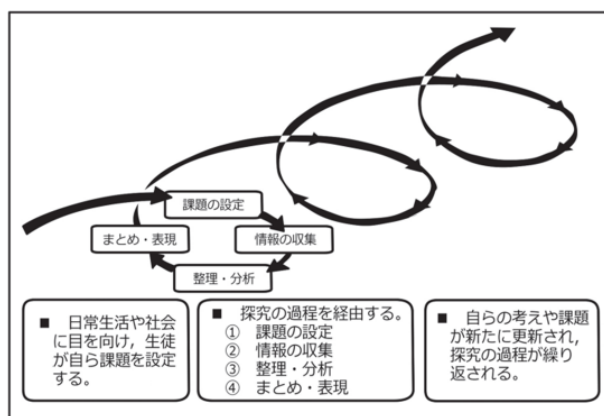 課題の設定
まとめ・表現
情報の収集
整理・分析
■ 日常生活や社会
に目を向け，生徒
が自ら課題を設定
する。
■ 探究の過程を経由する。
① 課題の設定
② 情報の収集
③ 整理・分析
④ まとめ・表現
■ 自らの考えや課題
が新たに更新され，
探究の過程が繰り
返される。